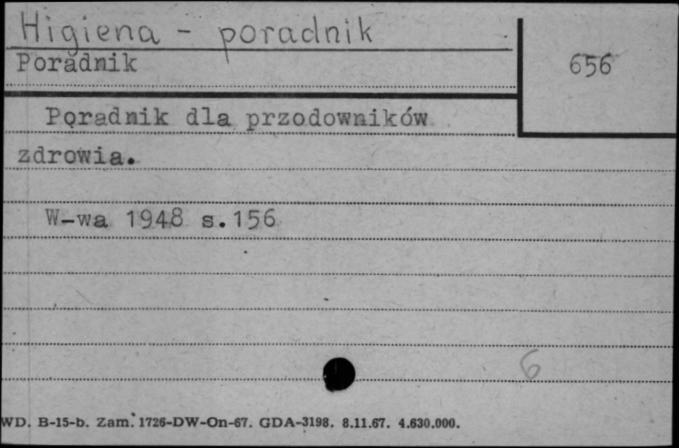 Higiena - poradnik
Poradnik
656
Poradnik dla przodowników
zdrowia.
W-wa 1948 s.156
6
WD. B-15-b. Zam. 1726-DW-On-67. GDA-3198. 8.11.67. 4.630.000.